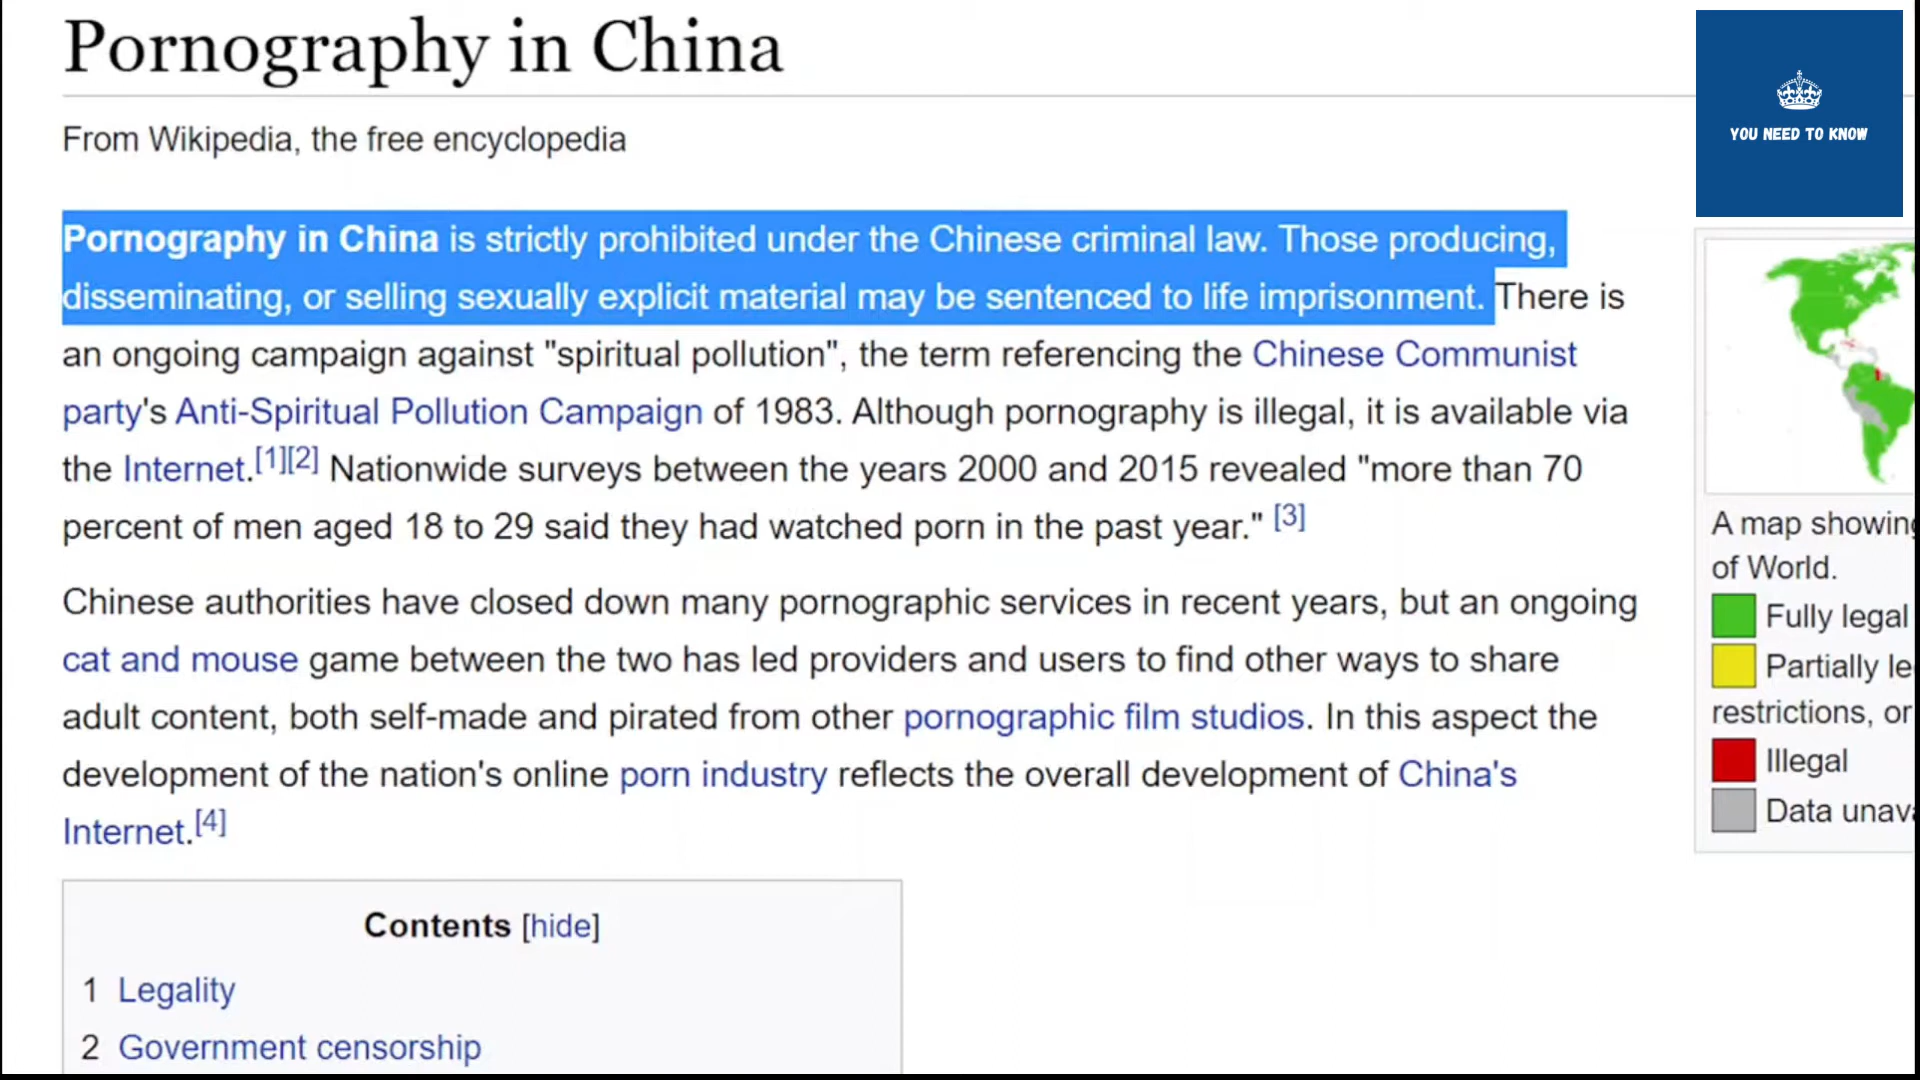 Pornography in China
YOU NEED TO KNOW
From Wikipedia, the free encyclopedia
Pornography in China is strictly prohibited under the Chinese criminal law. Those producing,
disseminating, or selling sexually explicit material may be sentenced to life imprisonment. There is
an ongoing campaign against "spiritual pollution", the term referencing the Chinese Communist
party's Anti-Spiritual Pollution Campaign of 1983. Although pornography is illegal, it is available via
the Internet.[1][2] Nationwide surveys between the years 2000 and 2015 revealed "more than 70
percent of men aged 18 to 29 said they had watched porn in the past year." [3]
Chinese authorities have closed down many pornographic services in recent years, but an ongoing
cat and mouse game between the two has led providers and users to find other ways to share
adult content, both self-made and pirated from other pornographic film studios. In this aspect the
development of the nation's online porn industry reflects the overall development of China's
Internet.[4]
Contents [hide]
1 Legality
2 Government censorship
A map showing
of World.
Fully legal
Partially le
restrictions, or
Illegal
Data unava